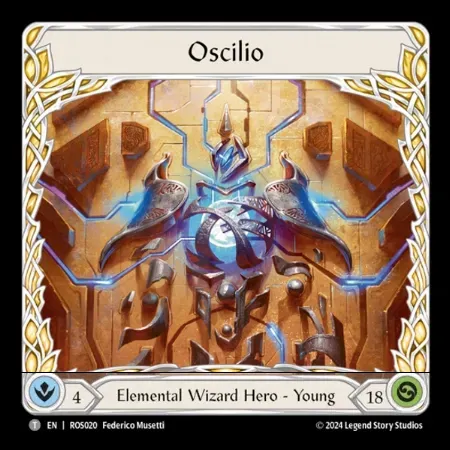 Oscilio
4 Elemental Wizard Hero - Young 18
T EN | ROS020 Federico Musetti © 2024 Legend Story Studios